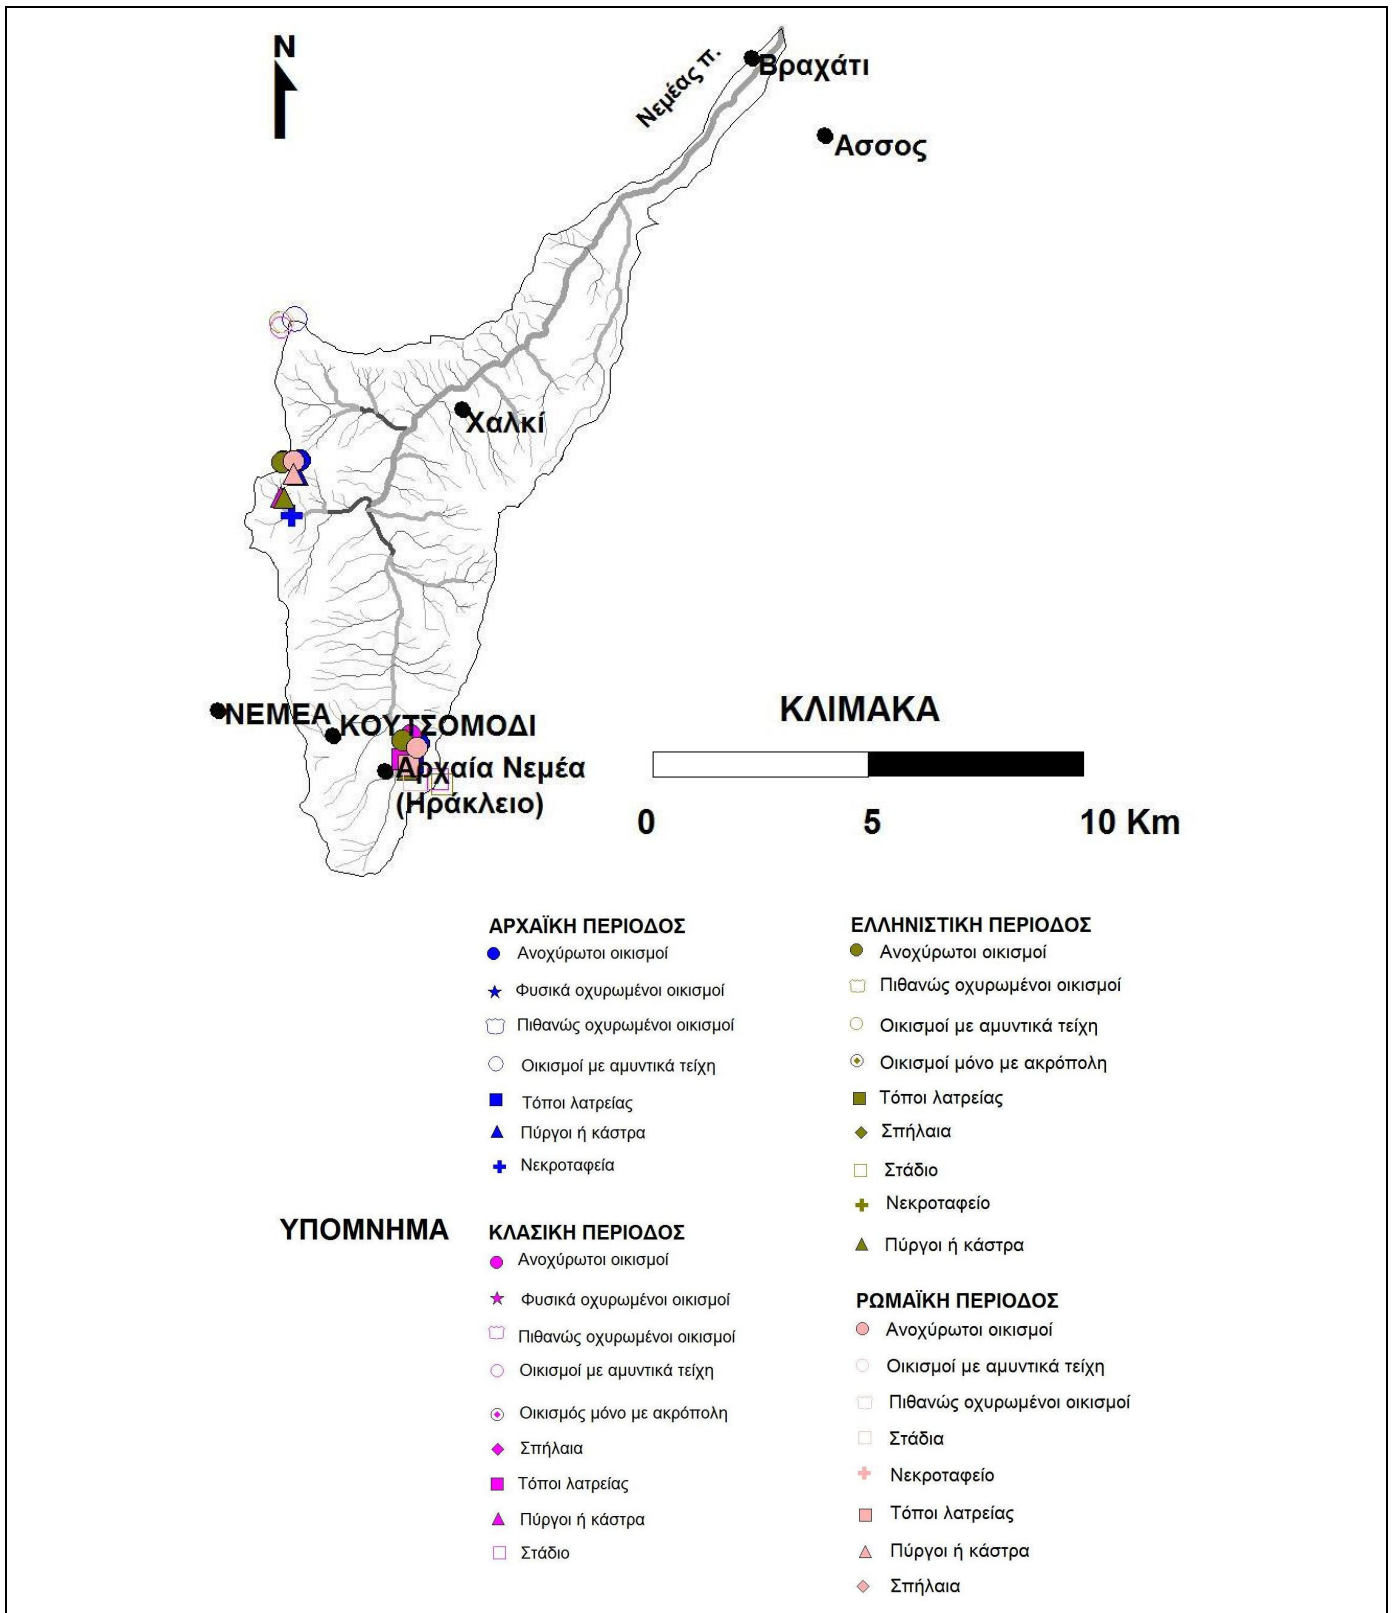 N
Νεμέας π.
Βραχάτι
Ασσος
Χαλκί
ΝΕΜΕΑ
ΚΟΥΤΣΟΜΟΔΙ
Αρχαία Νεμέα
(Ηράκλειο)
ΚΛΙΜΑΚΑ
0 5 10 Km
ΥΠΟΜΝΗΜΑ
ΑΡΧΑΪΚΗ ΠΕΡΙΟΔΟΣ
Ανοχύρωτοι οικισμοί
Φυσικά οχυρωμένοι οικισμοί
Πιθανώς οχυρωμένοι οικισμοί
Οικισμοί με αμυντικά τείχη
Τόποι λατρείας
Πύργοι ή κάστρα
Νεκροταφεία
ΚΛΑΣΙΚΗ ΠΕΡΙΟΔΟΣ
Ανοχύρωτοι οικισμοί
Φυσικά οχυρωμένοι οικισμοί
Πιθανώς οχυρωμένοι οικισμοί
Οικισμοί με αμυντικά τείχη
Οικισμός μόνο με ακρόπολη
Σπήλαια
Τόποι λατρείας
Πύργοι ή κάστρα
Στάδιο
ΕΛΛΗΝΙΣΤΙΚΗ ΠΕΡΙΟΔΟΣ
Ανοχύρωτοι οικισμοί
Πιθανώς οχυρωμένοι οικισμοί
Οικισμοί με αμυντικά τείχη
Οικισμοί μόνο με ακρόπολη
Τόποι λατρείας
Σπήλαια
Στάδιο
Νεκροταφείο
Πύργοι ή κάστρα
ΡΩΜΑΪΚΗ ΠΕΡΙΟΔΟΣ
Ανοχύρωτοι οικισμοί
Οικισμοί με αμυντικά τείχη
Πιθανώς οχυρωμένοι οικισμοί
Στάδια
Νεκροταφείο
Τόποι λατρείας
Πύργοι ή κάστρα
Σπήλαια